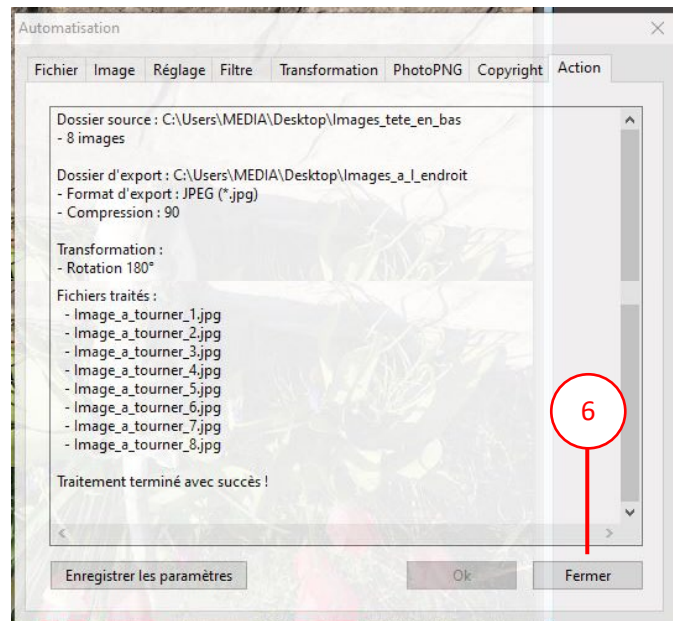 Automatisation
Fichier Image Réglage Filtre Transformation PhotoPNG Copyright Action
Dossier source : C:\Users\MEDIA\Desktop\Images_tete_en_bas
- 8 images
Dossier d'export : C:\Users\MEDIA\Desktop\Images_a_l_endroit
- Format d'export : JPEG (*.jpg)
- Compression : 90
Transformation :
- Rotation 180°
Fichiers traités :
- Image_a_tourner_1.jpg
- Image_a_tourner_2.jpg
- Image_a_tourner_3.jpg
- Image_a_tourner_4.jpg
- Image_a_tourner_5.jpg
- Image_a_tourner_6.jpg
- Image_a_tourner_7.jpg
- Image_a_tourner_8.jpg
6
Traitement terminé avec succès !
Enregistrer les paramètres Ok Fermer